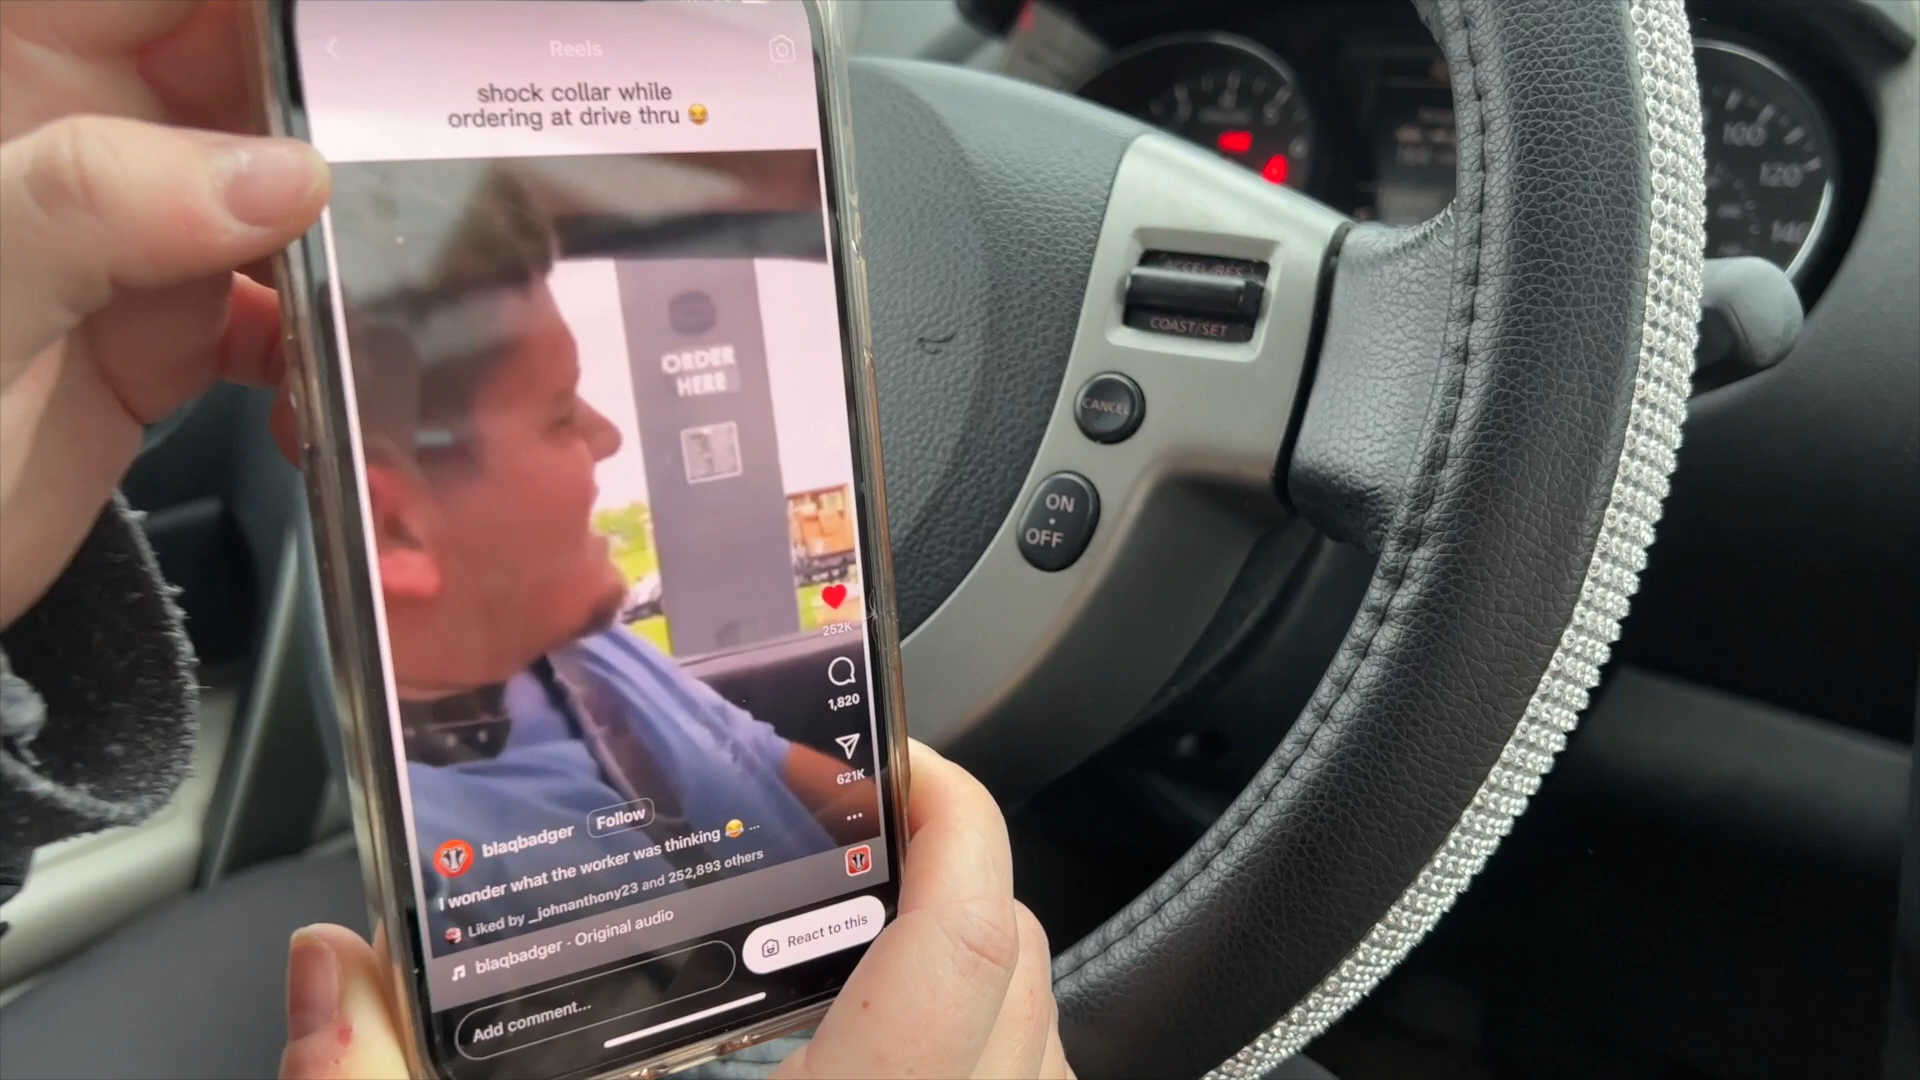 Reels
shock collar while
ordering at drive thru 😂
ORDER
HERE
252K
1,820
621K
blaqbadger
Follow
I wonder what the worker was thinking 😂 ...
Liked by _johnanthony23 and 252,893 others
blaqbadger · Original audio
React to this
Add comment...
ACCEL/RES
COAST/SET
CANCEL
ON
OFF
100
120
140